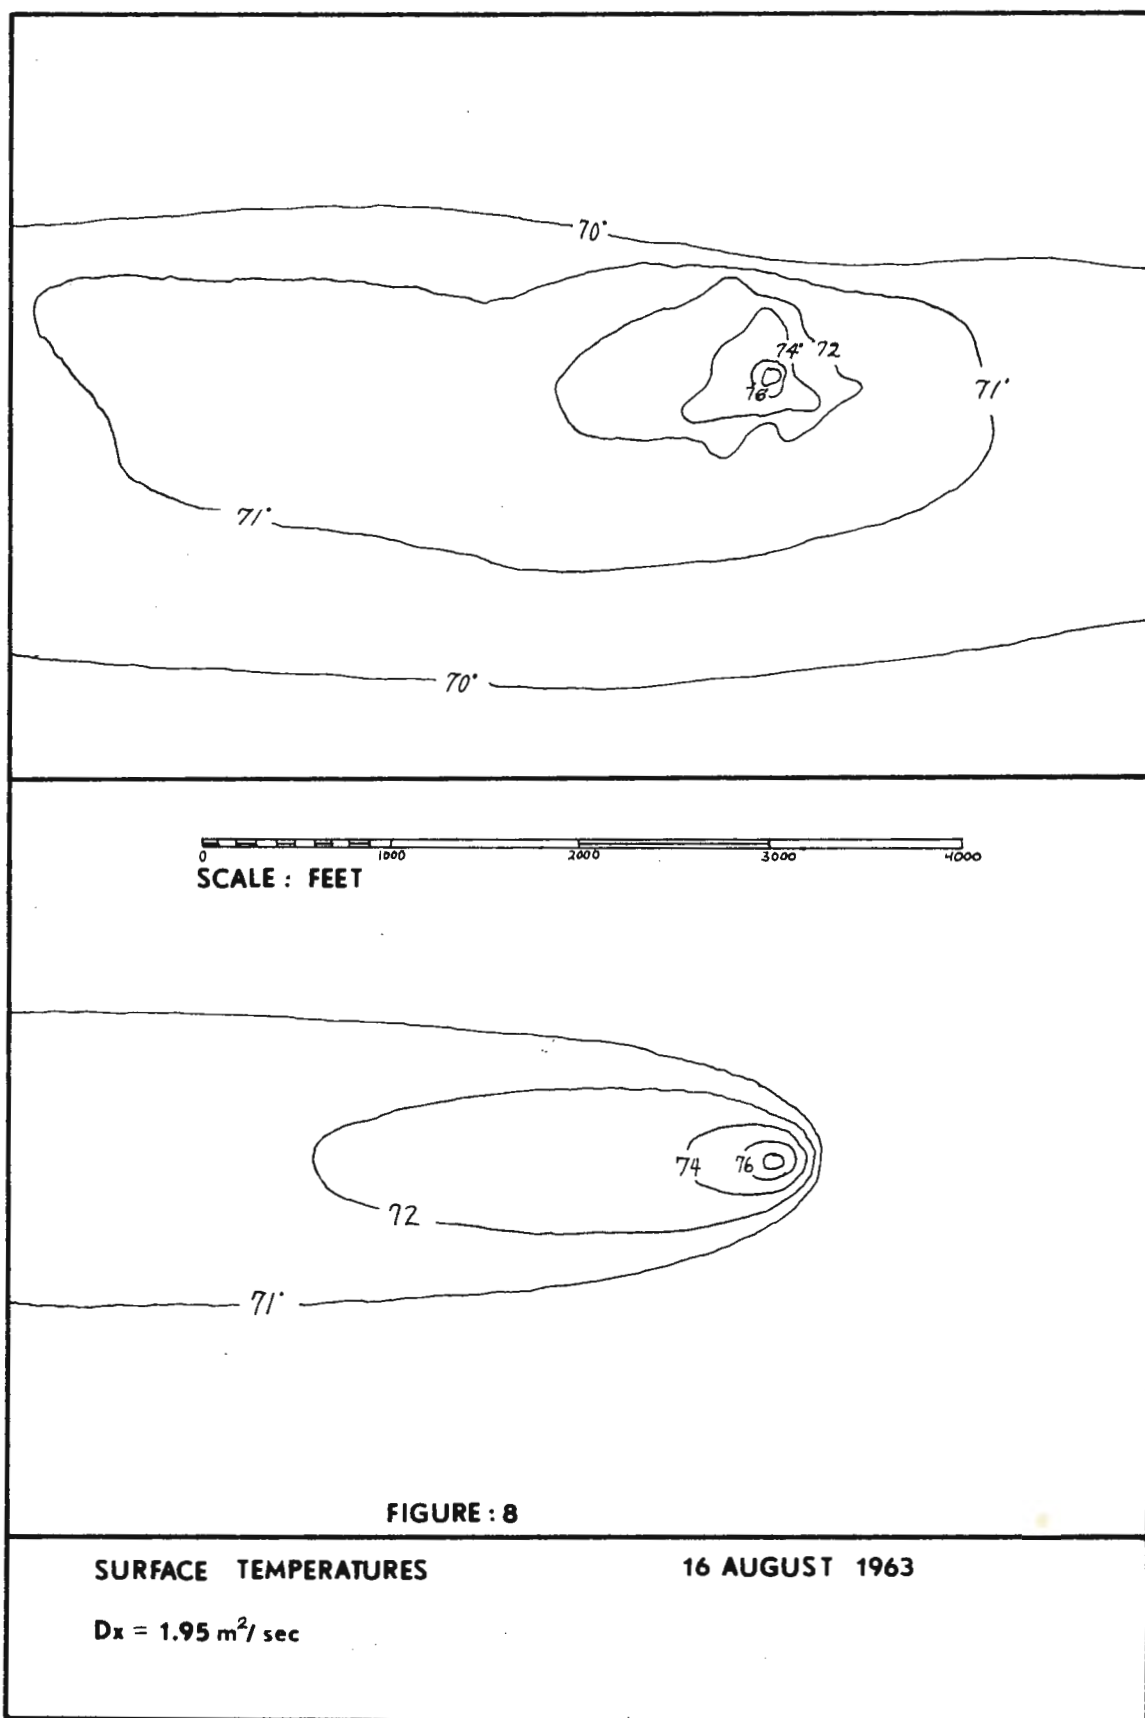 70°
74° 72
76
71°
71°
70°
0 1000 2000 3000 4000
SCALE : FEET
74 76
72
71°
FIGURE : 8
SURFACE TEMPERATURES 16 AUGUST 1963
Dx = 1.95 m²/ sec